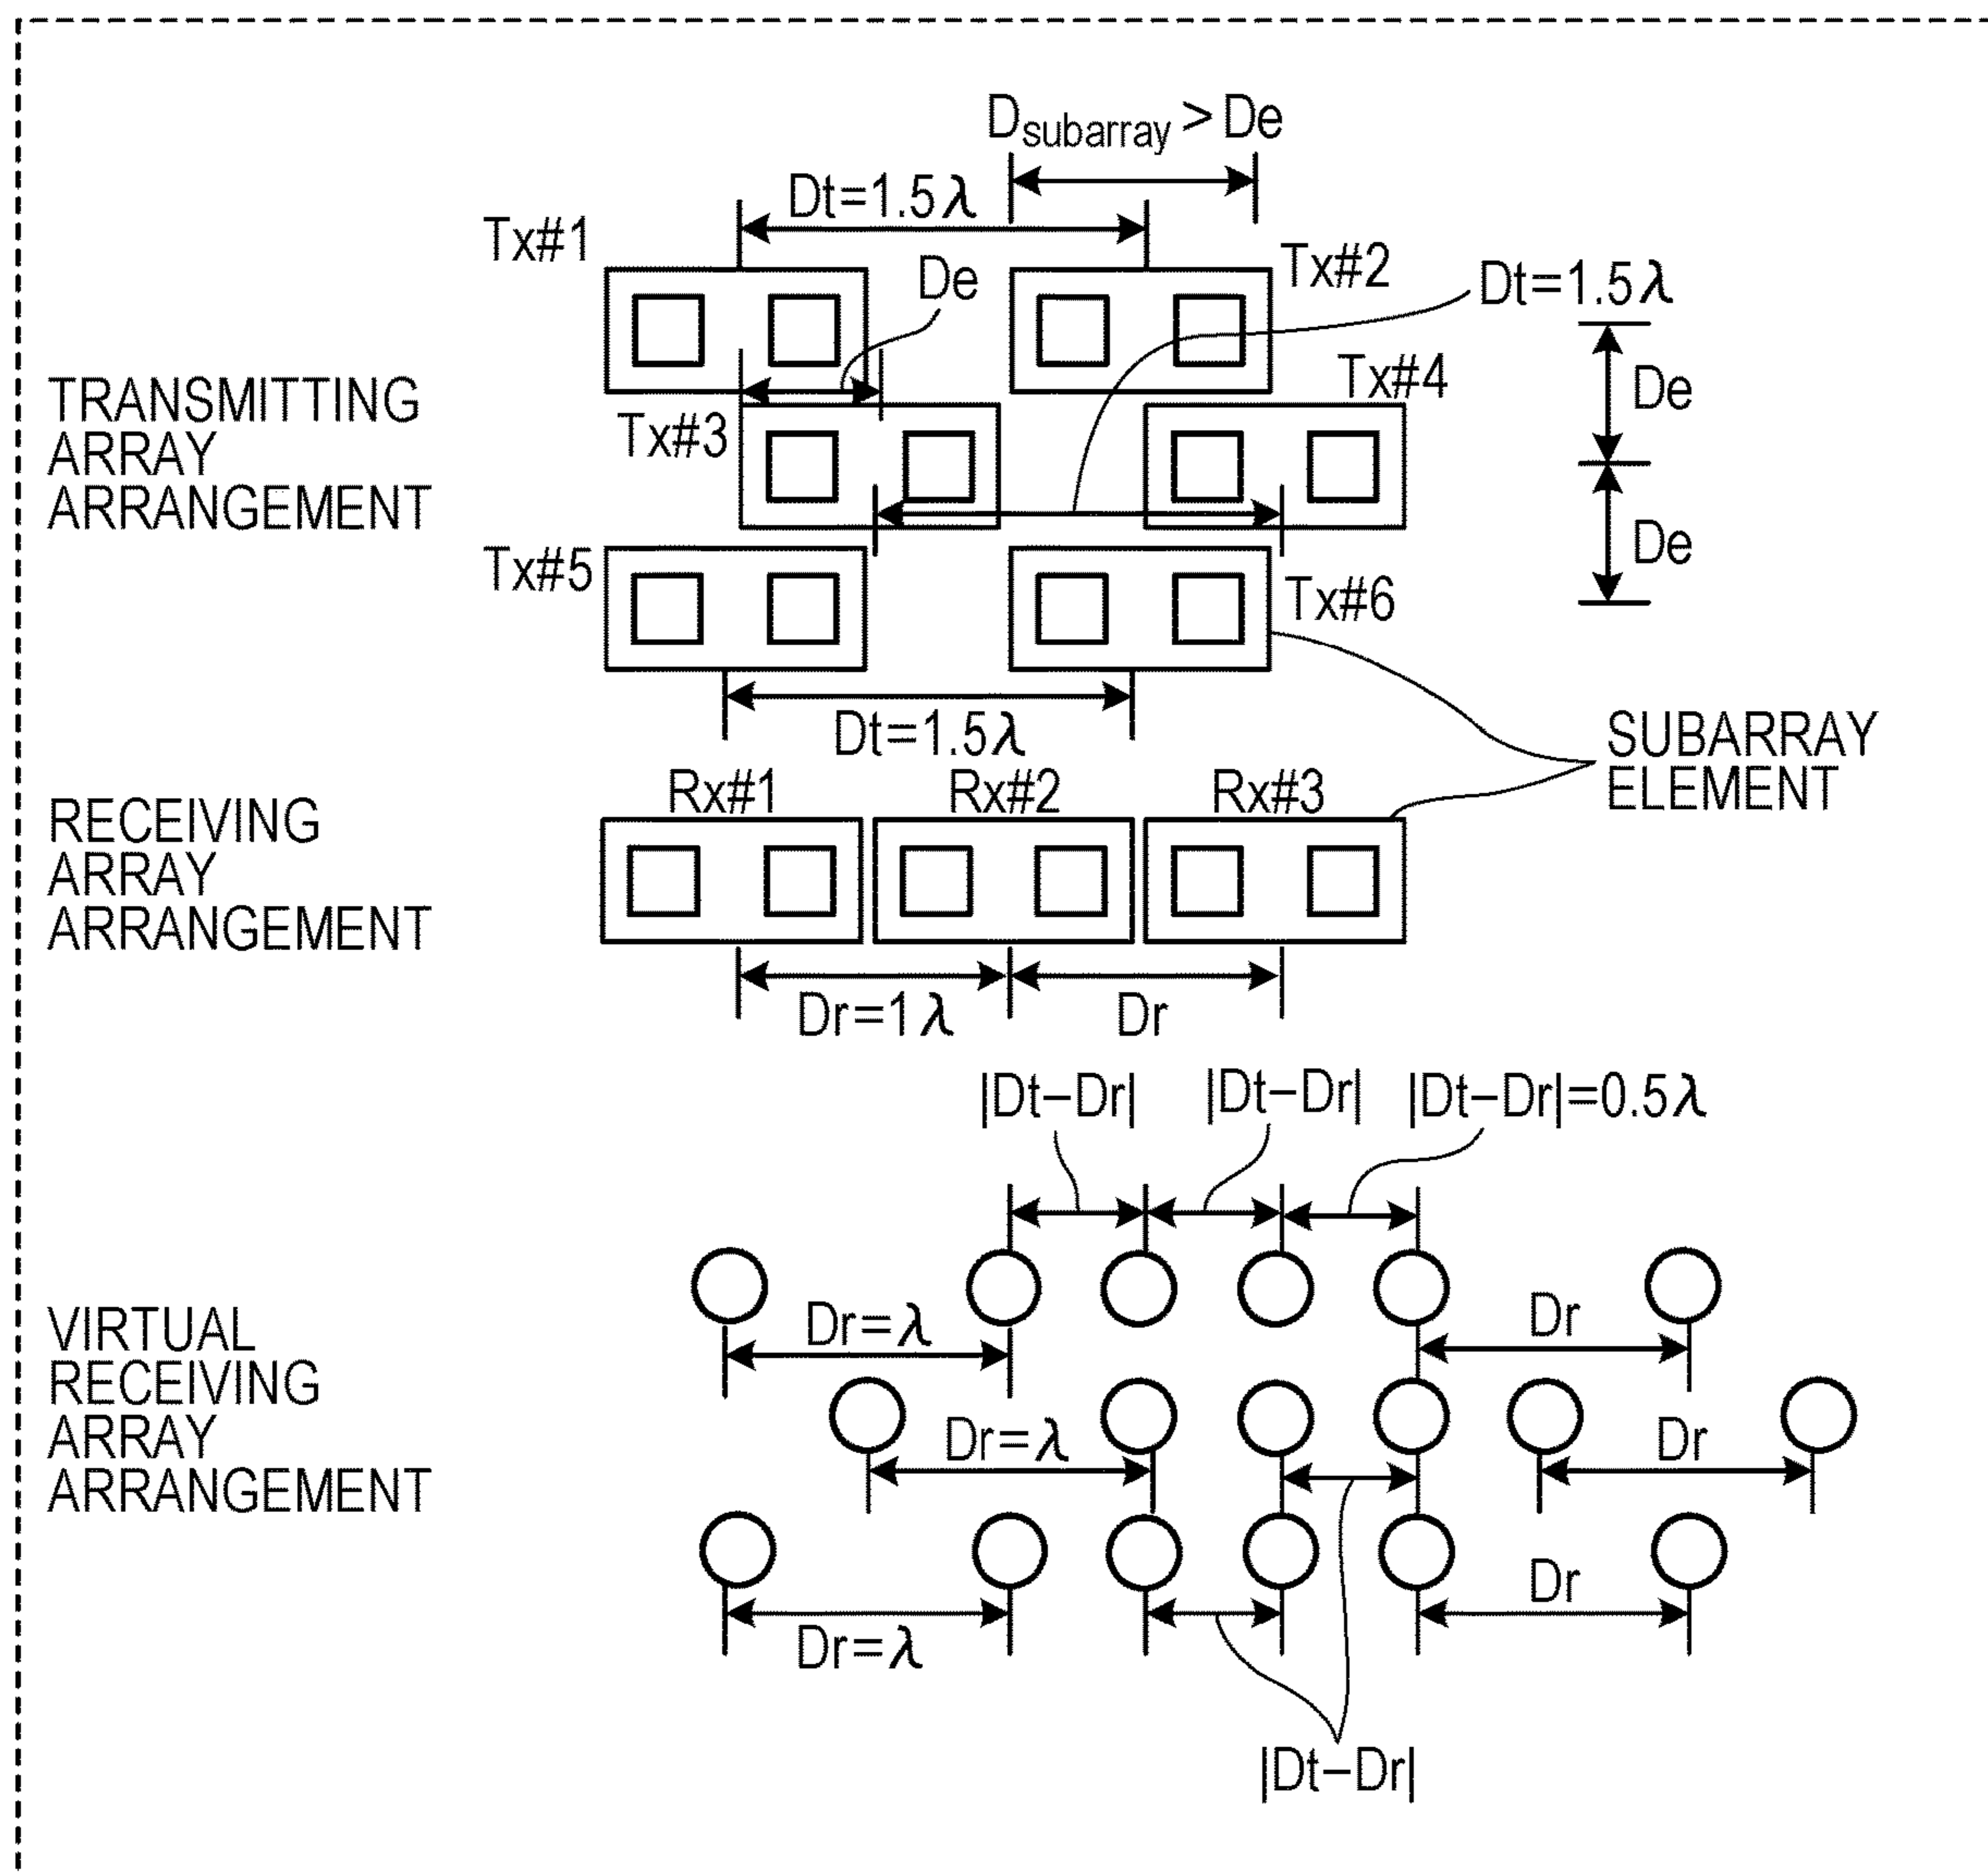 Dsubarray > De
Dt=1.5λ
Tx#1
De
Tx#2
Dt=1.5λ
TRANSMITTING
ARRAY
ARRANGEMENT
Tx#3
Tx#4
De
De
Tx#5
Tx#6
Dt=1.5λ
SUBARRAY
ELEMENT
RECEIVING
ARRAY
ARRANGEMENT
Rx#1
Rx#2
Rx#3
Dr=1λ
Dr
|Dt−Dr|
|Dt−Dr|
|Dt−Dr|=0.5λ
VIRTUAL
RECEIVING
ARRAY
ARRANGEMENT
Dr=λ
Dr
Dr=λ
Dr
Dr=λ
Dr
|Dt−Dr|